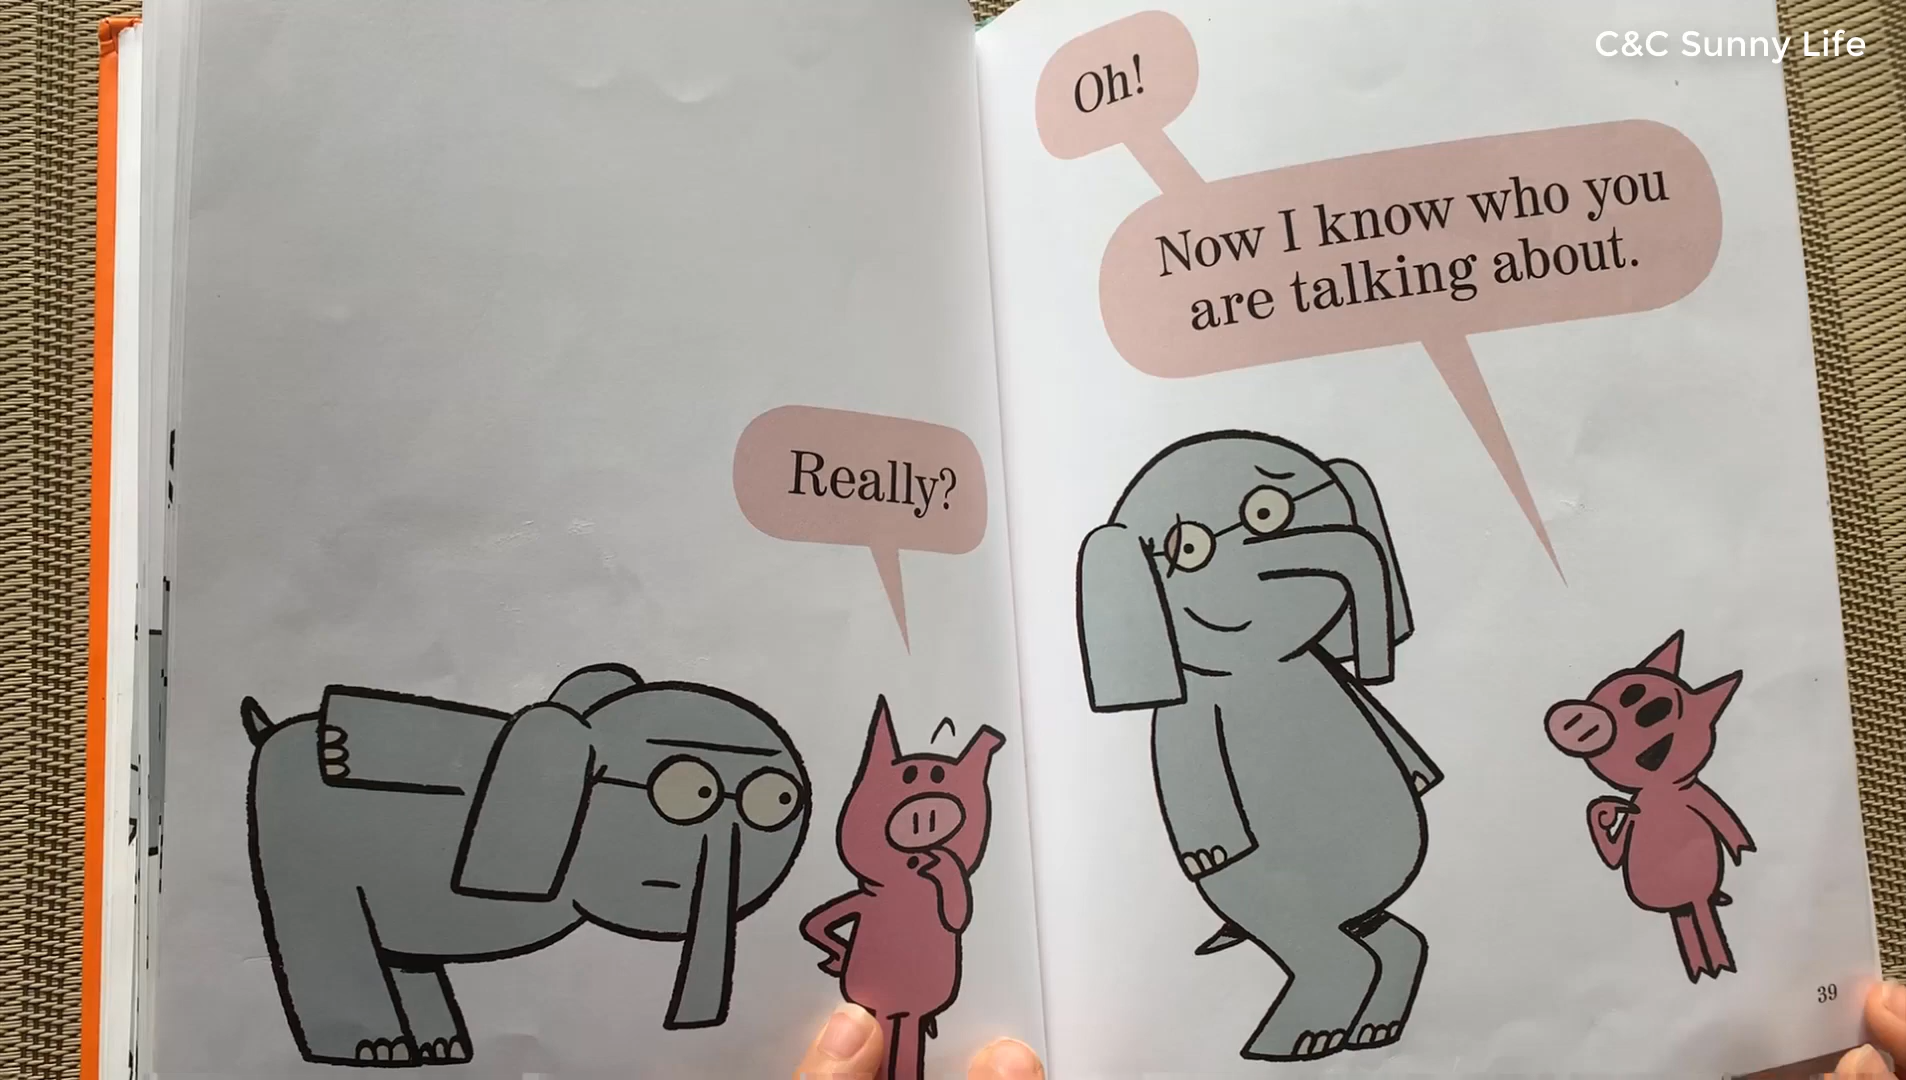 C&C Sunny Life
Really?
Oh!
Now I know who you
are talking about.
39